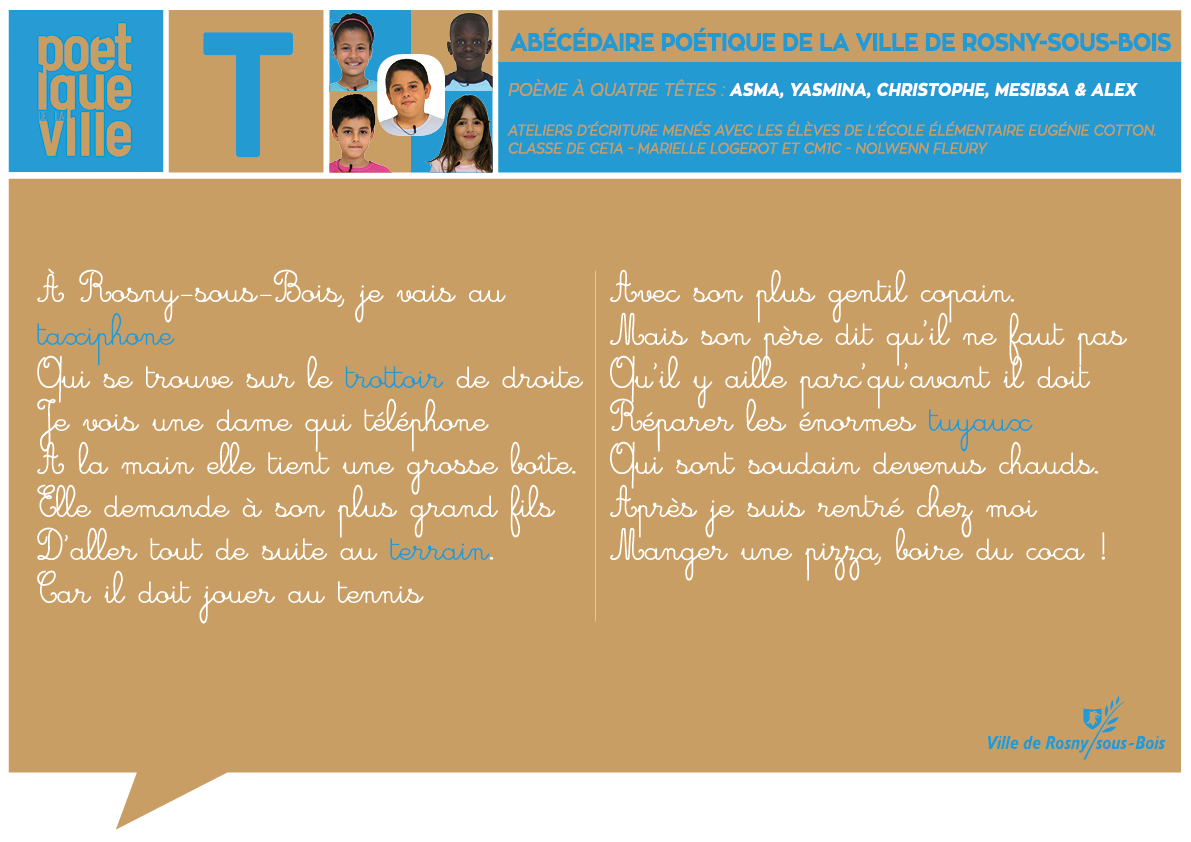 poet
ique
DE LA
ville
T
ABÉCÉDAIRE POÉTIQUE DE LA VILLE DE ROSNY-SOUS-BOIS
POÈME À QUATRE TÊTES : ASMA, YASMINA, CHRISTOPHE, MESIBSA & ALEX
ATELIERS D'ÉCRITURE MENÉS AVEC LES ÉLÈVES DE L'ÉCOLE ÉLÉMENTAIRE EUGÉNIE COTTON.
CLASSE DE CE1A - MARIELLE LOGEROT ET CM1C - NOLWENN FLEURY
À Rosny-sous-Bois, je vais au
taxiphone
Qui se trouve sur le trottoir de droite
Je vois une dame qui téléphone
A la main elle tient une grosse boîte.
Elle demande à son plus grand fils
D'aller tout de suite au terrain.
Car il doit jouer au tennis
Avec son plus gentil copain.
Mais son père dit qu'il ne faut pas
Qu'il y aille parc'qu'avant il doit
Réparer les énormes tuyaux
Qui sont soudain devenus chauds.
Après je suis rentré chez moi
Manger une pizza, boire du coca !
Ville de Rosny/sous-Bois